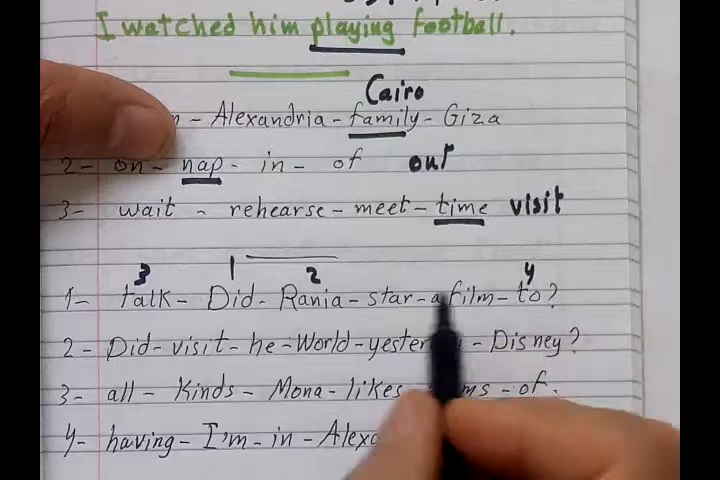 I watched him playing football.
Cairo
- Alexandria - family - Giza
2- on - nap - in - of out
3- wait - rehearse - meet - time visit
3 1 2 4
1- talk - Did - Rania - star - a film - to?
2- Did - visit - he - World - - Disney?
3- all - Kinds - Mona - likes - of.
4- having - I'm - in -